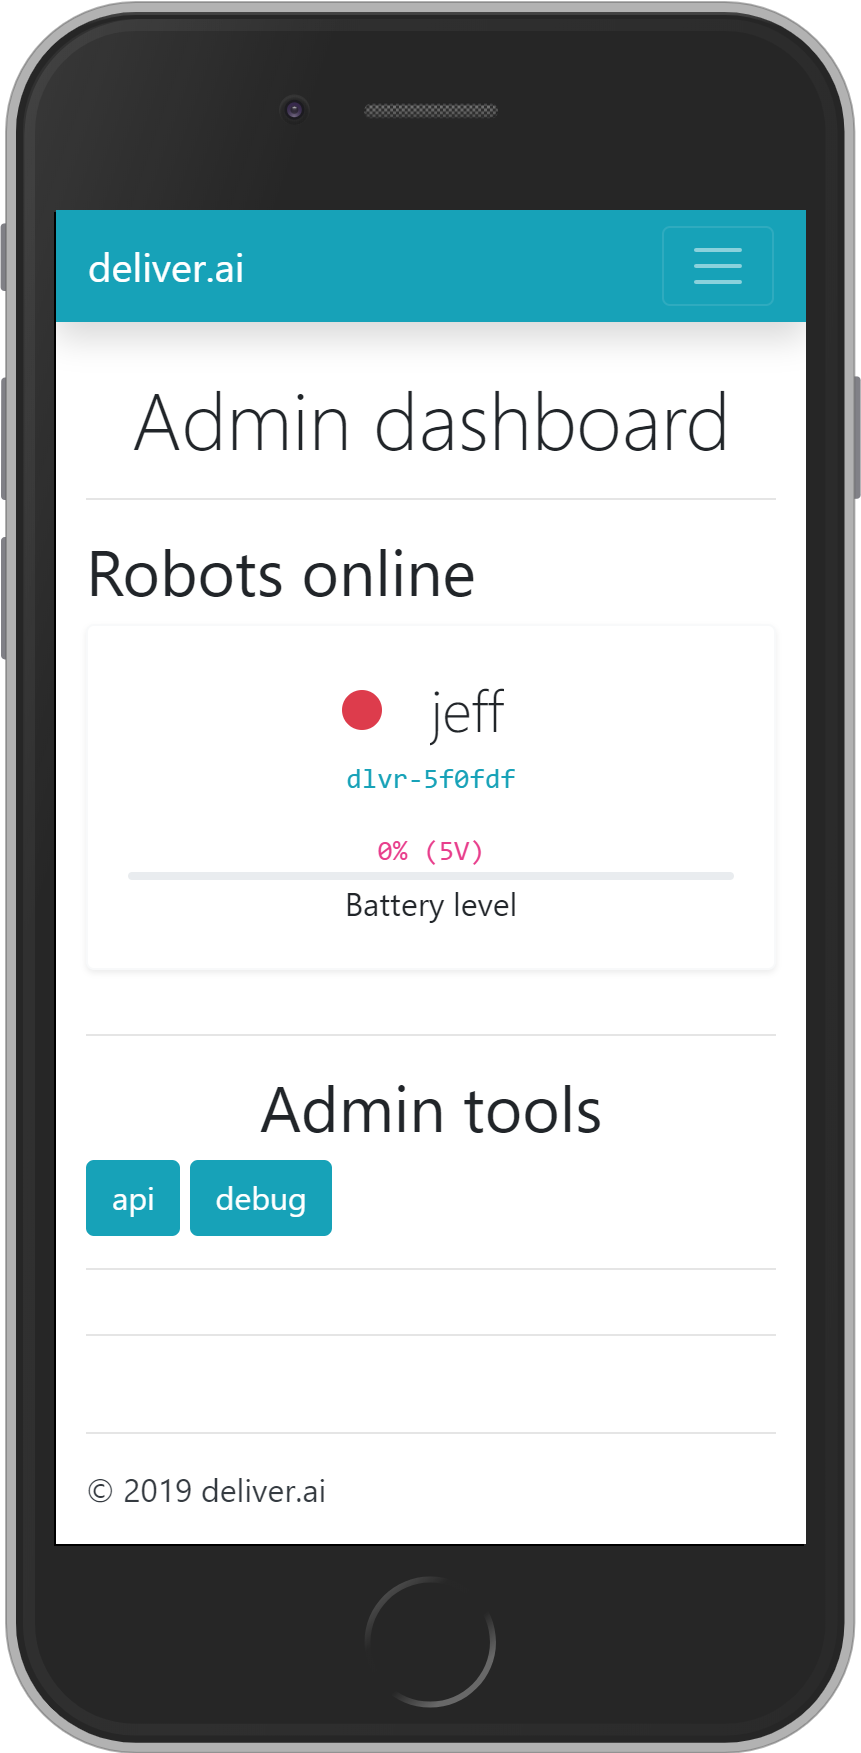 deliver.ai
Admin dashboard
Robots online
jeff
dlvr-5f0fdf
0% (5V)
Battery level
Admin tools
api debug
© 2019 deliver.ai